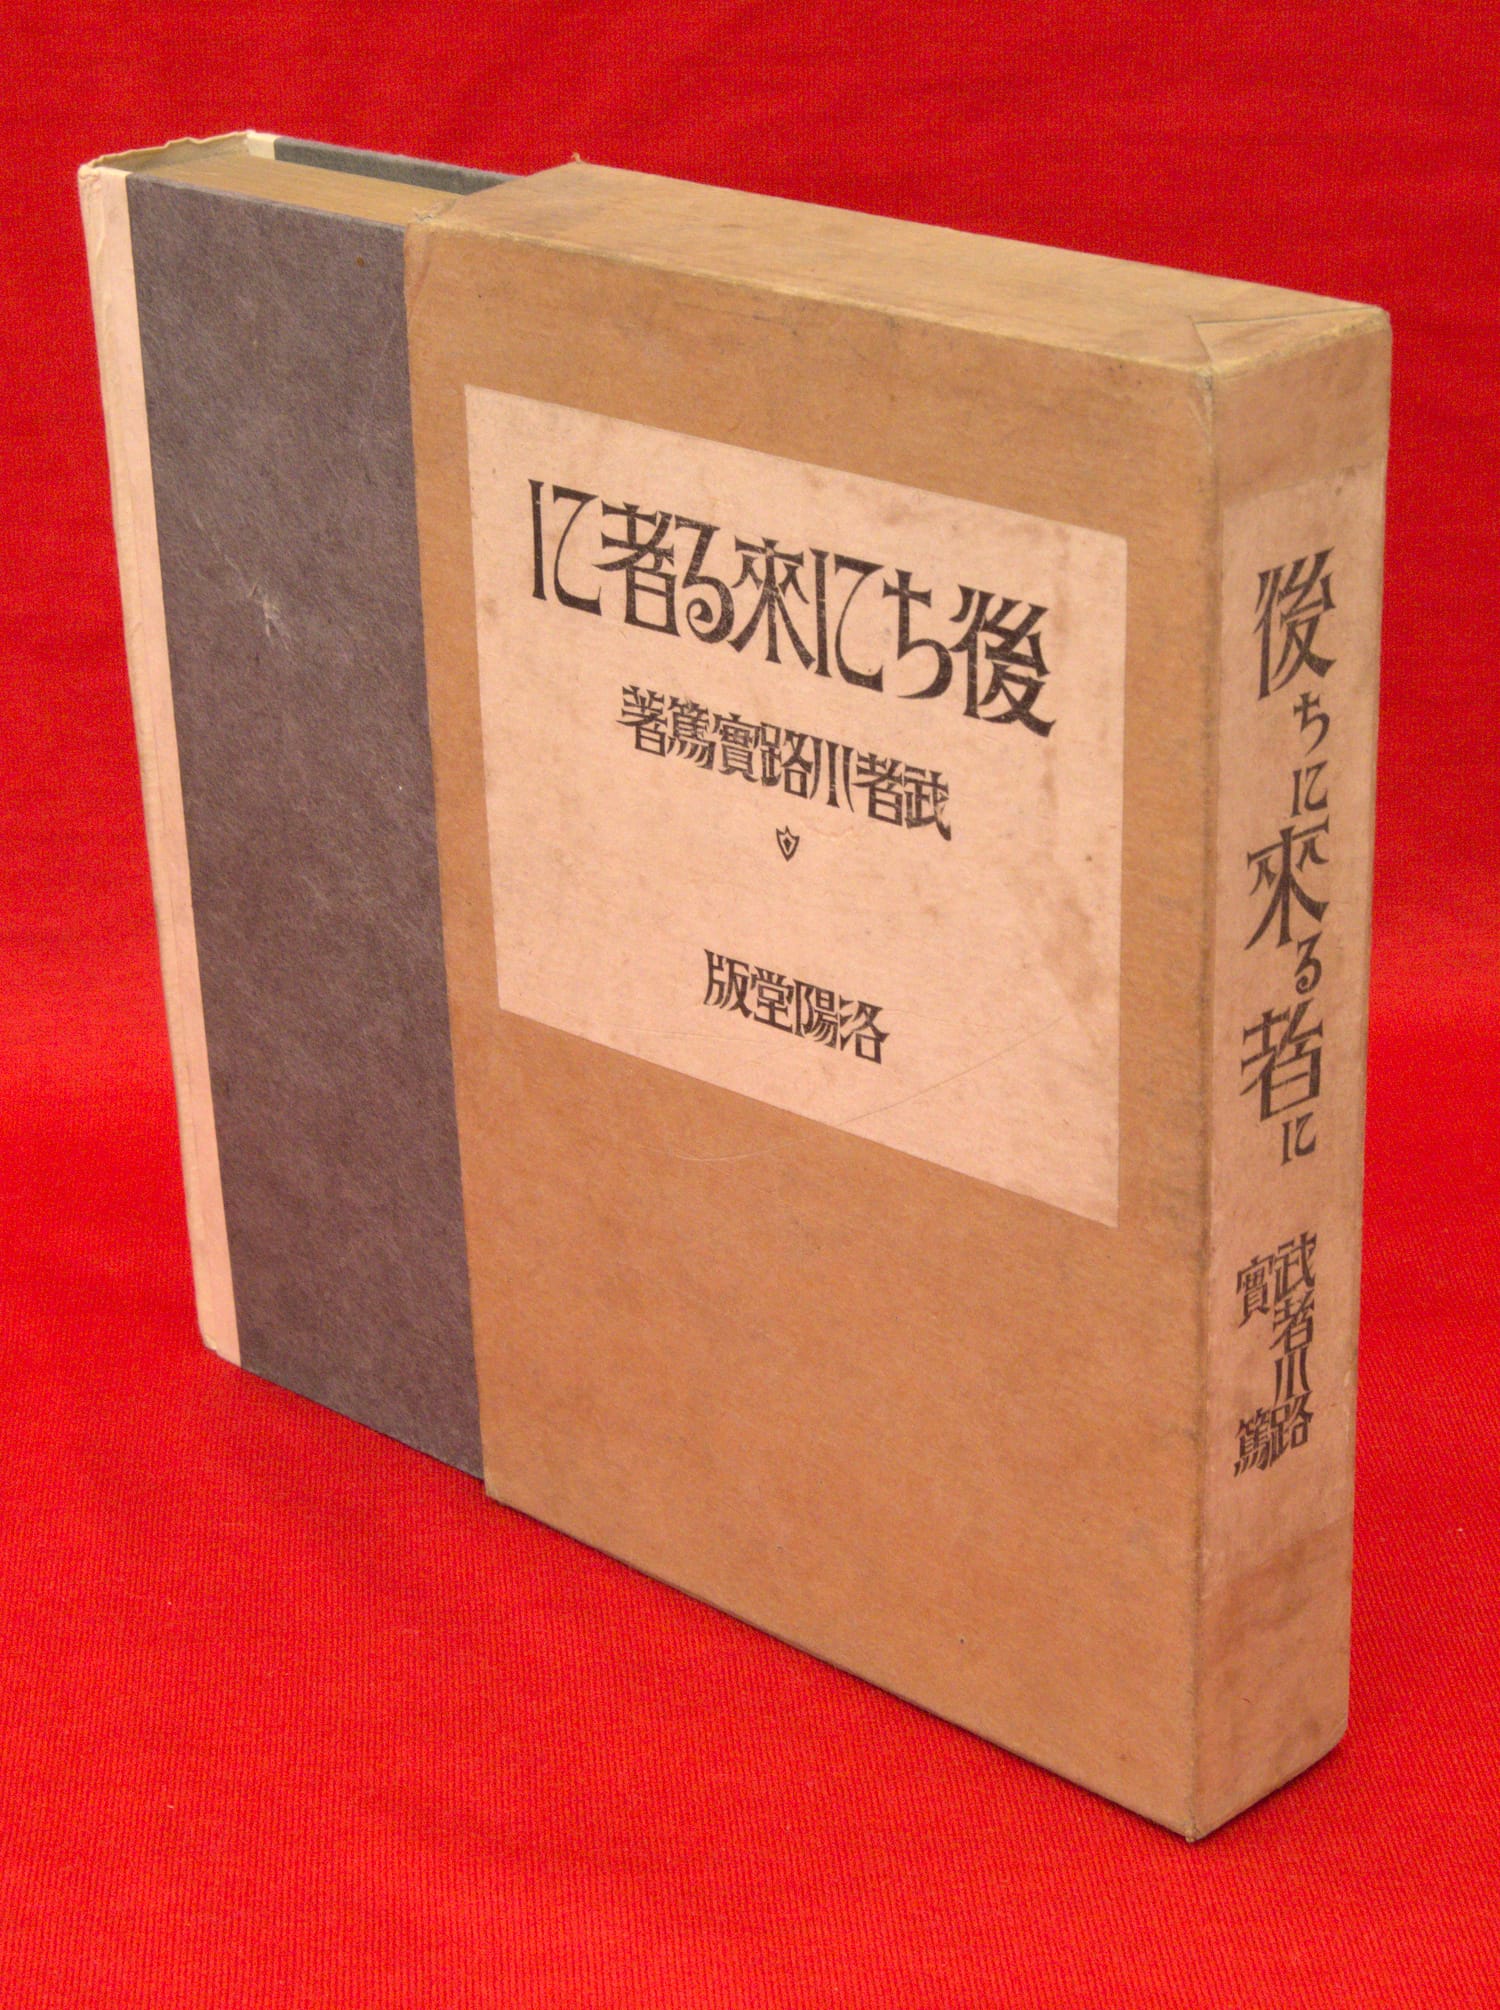 後ちに來る者に
武者小路實篤著
洛陽堂版
後ちに來る者に
武者小路
實篤